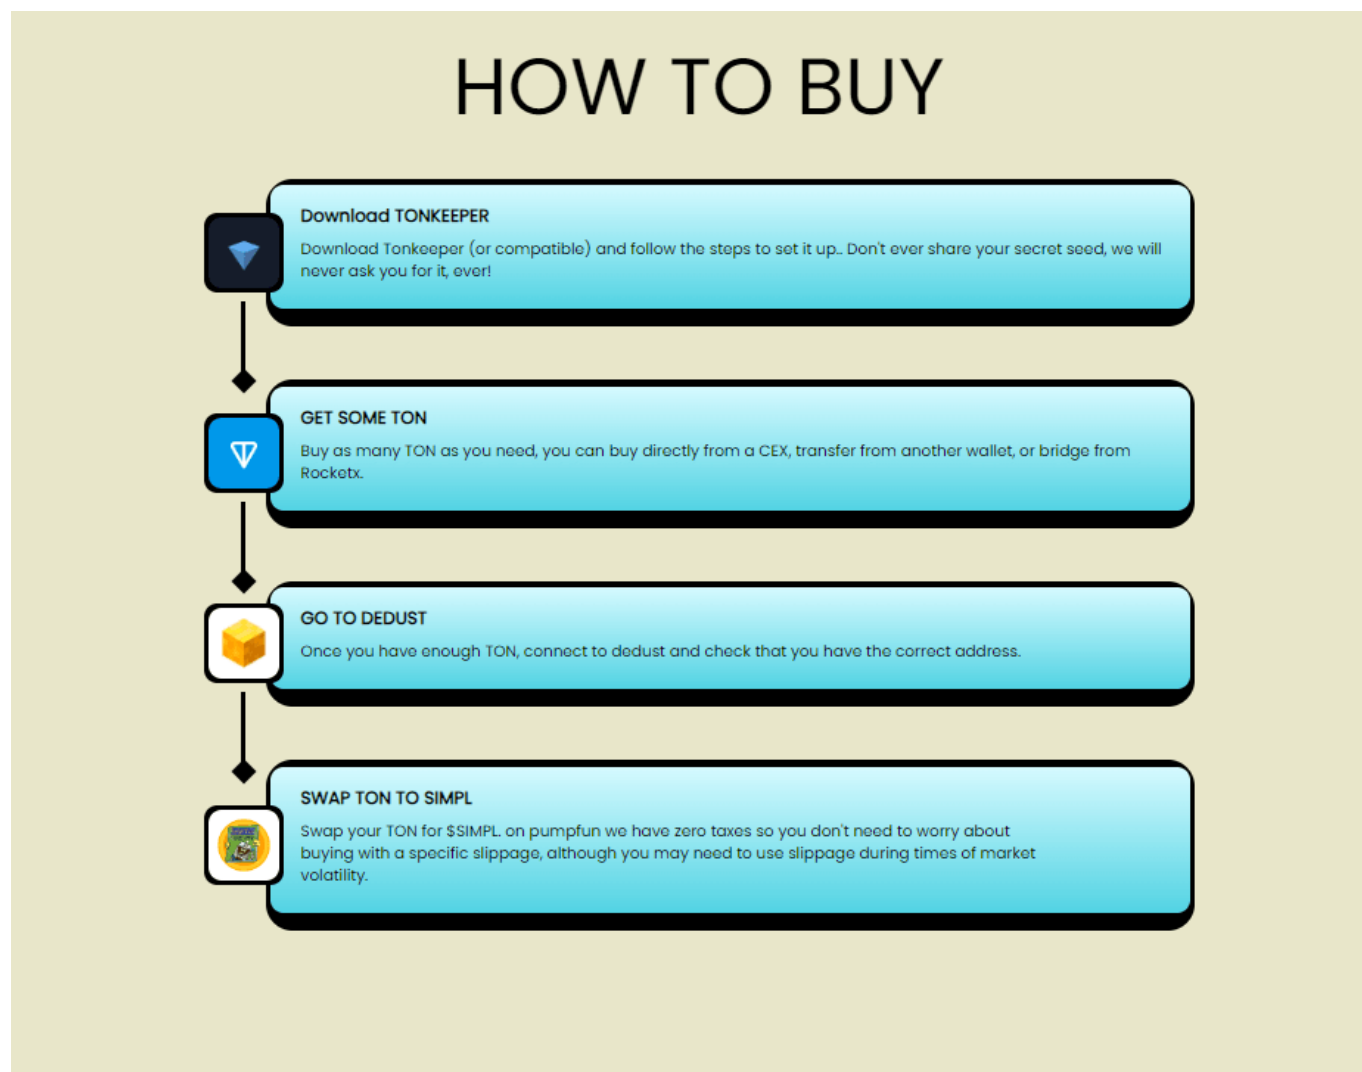 HOW TO BUY
Download TONKEEPER
Download Tonkeeper (or compatible) and follow the steps to set it up.. Don't ever share your secret seed, we will
never ask you for it, ever!
GET SOME TON
Buy as many TON as you need, you can buy directly from a CEX, transfer from another wallet, or bridge from
Rocketx.
GO TO DEDUST
Once you have enough TON, connect to dedust and check that you have the correct address.
SWAP TON TO SIMPL
Swap your TON for $SIMPL. on pumpfun we have zero taxes so you don't need to worry about
buying with a specific slippage, although you may need to use slippage during times of market
volatility.